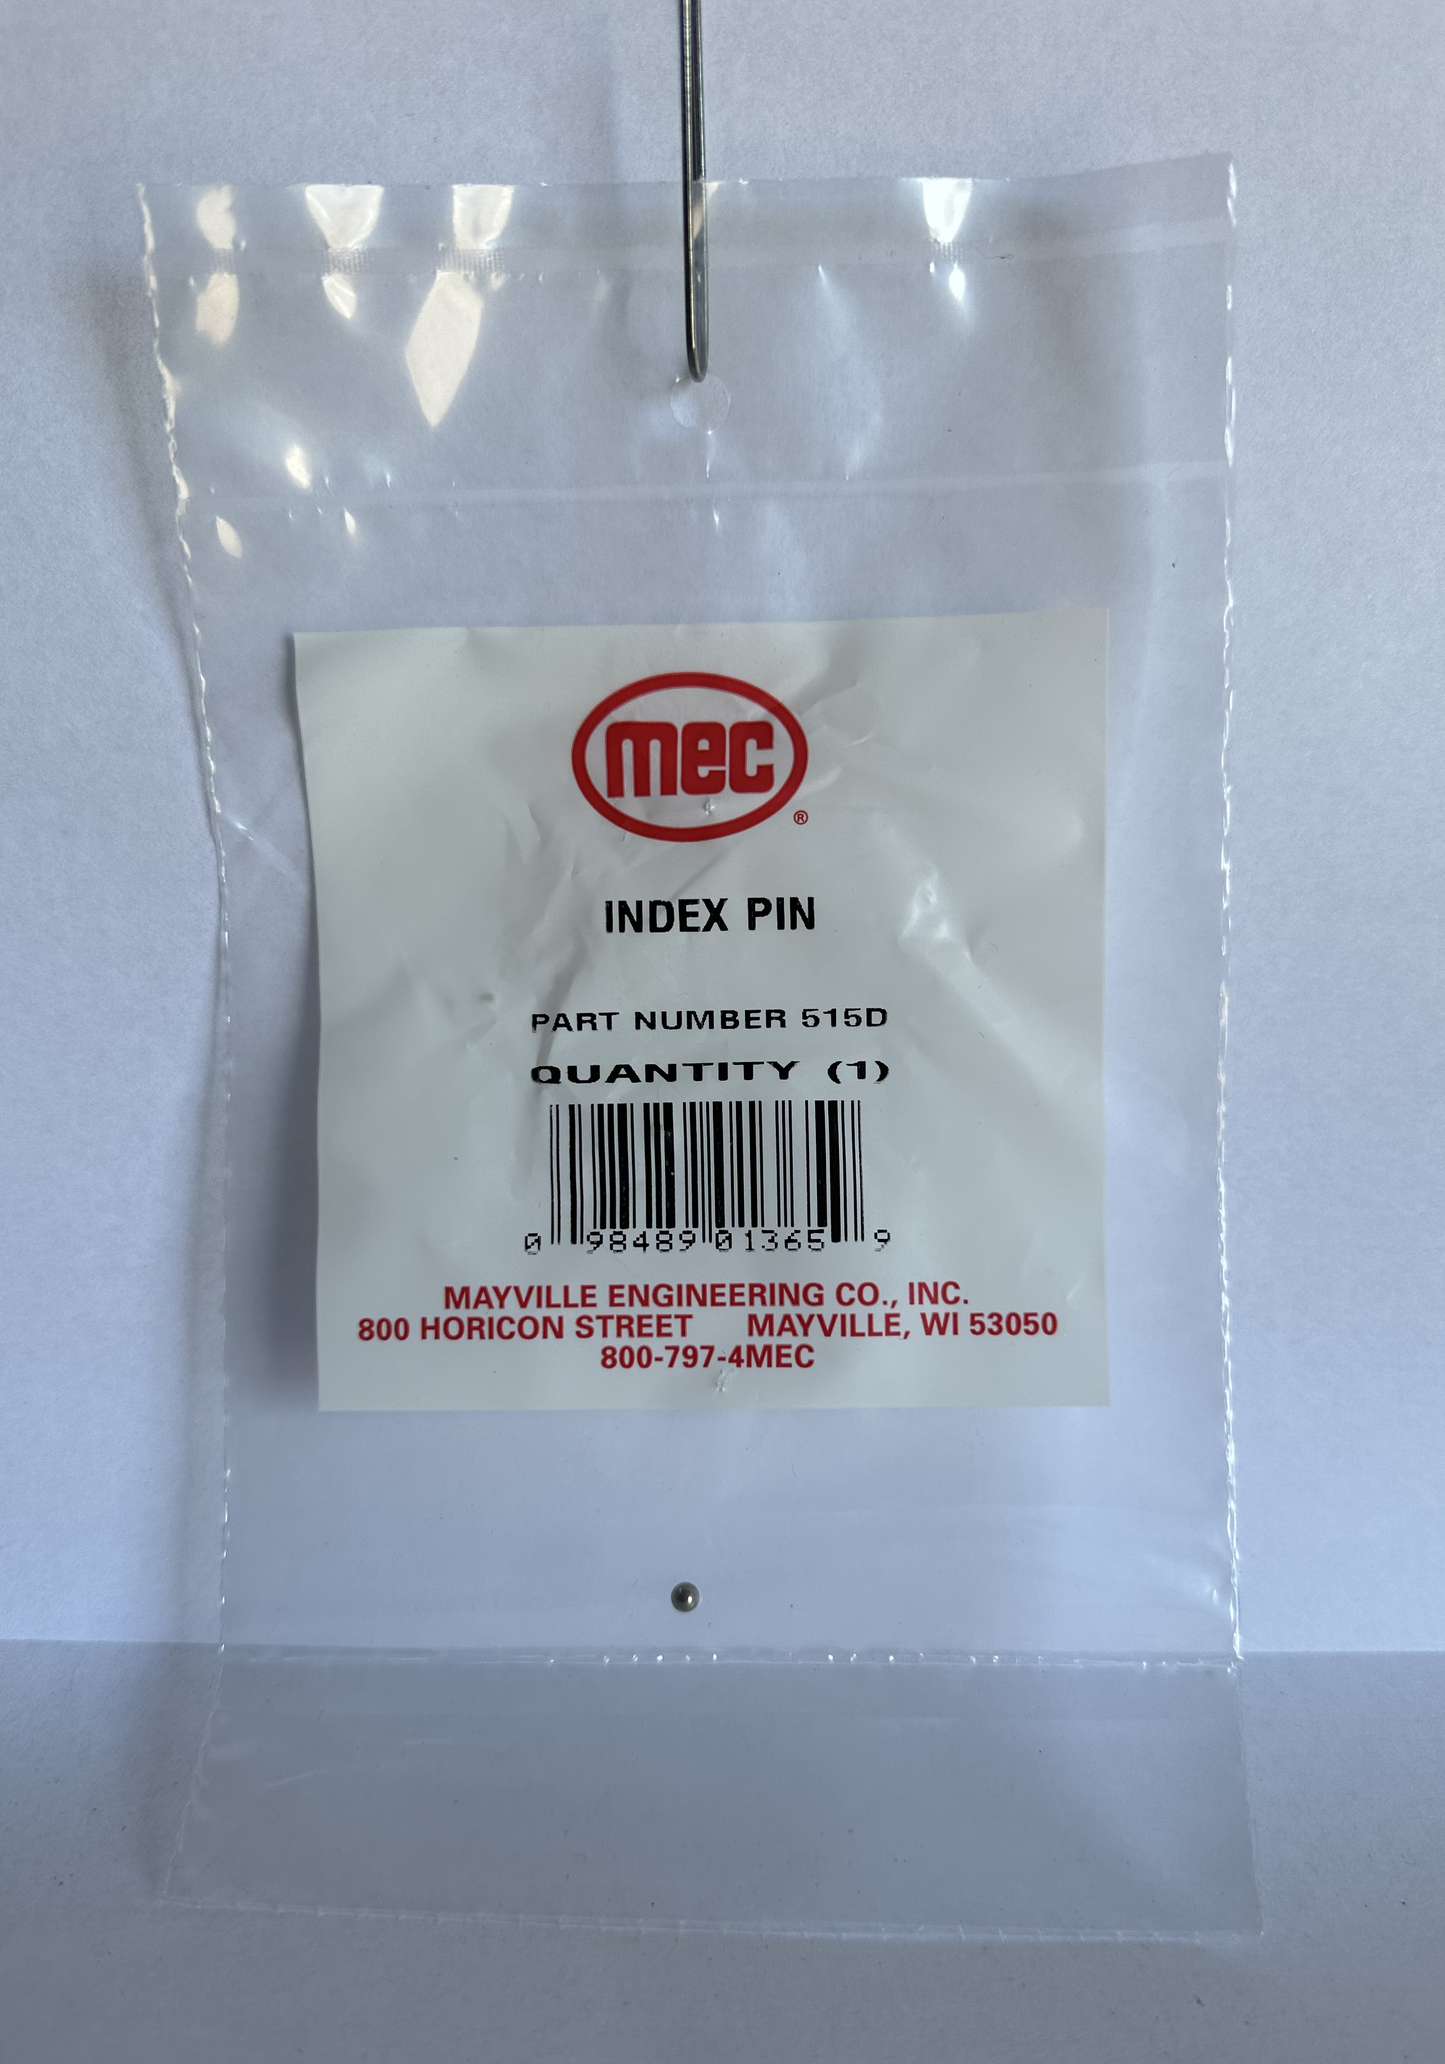 mec
®
INDEX PIN
PART NUMBER 515D
QUANTITY (1)
0 98489 01365 9
MAYVILLE ENGINEERING CO., INC.
800 HORICON STREET MAYVILLE, WI 53050
800-797-4MEC